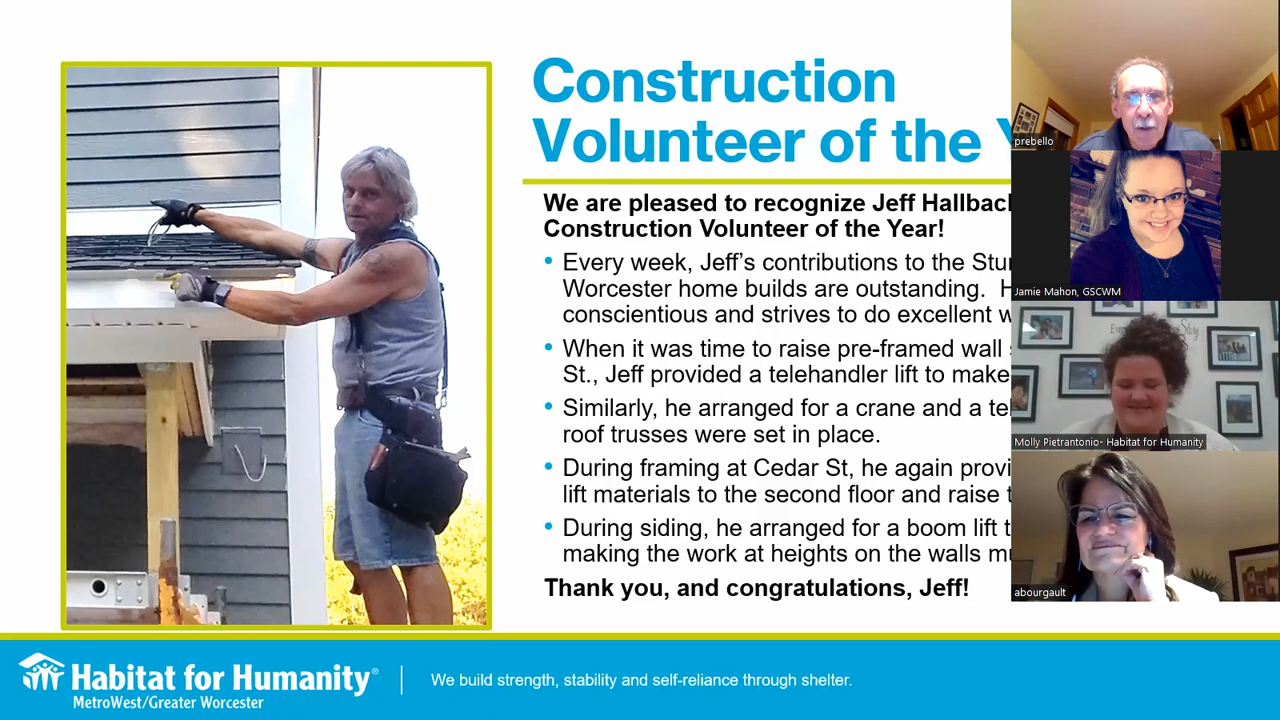 Construction
Volunteer of the
We are pleased to recognize Jeff Hallbach
Construction Volunteer of the Year!
• Every week, Jeff's contributions to the
Worcester home builds are outstanding.
conscientious and strives to do excellent
• When it was time to raise pre-framed wall
St., Jeff provided a telehandler lift to make
• Similarly, he arranged for a crane and a
roof trusses were set in place.
• During framing at Cedar St, he again
lift materials to the second floor and raise
• During siding, he arranged for a boom lift
making the work at heights on the walls
Thank you, and congratulations, Jeff!
prebello
Jamie Mahon, GSCWM
Molly Pietrantonio- Habitat for Humanity
abourgault
Habitat for Humanity®
MetroWest/Greater Worcester
We build strength, stability and self-reliance through shelter.